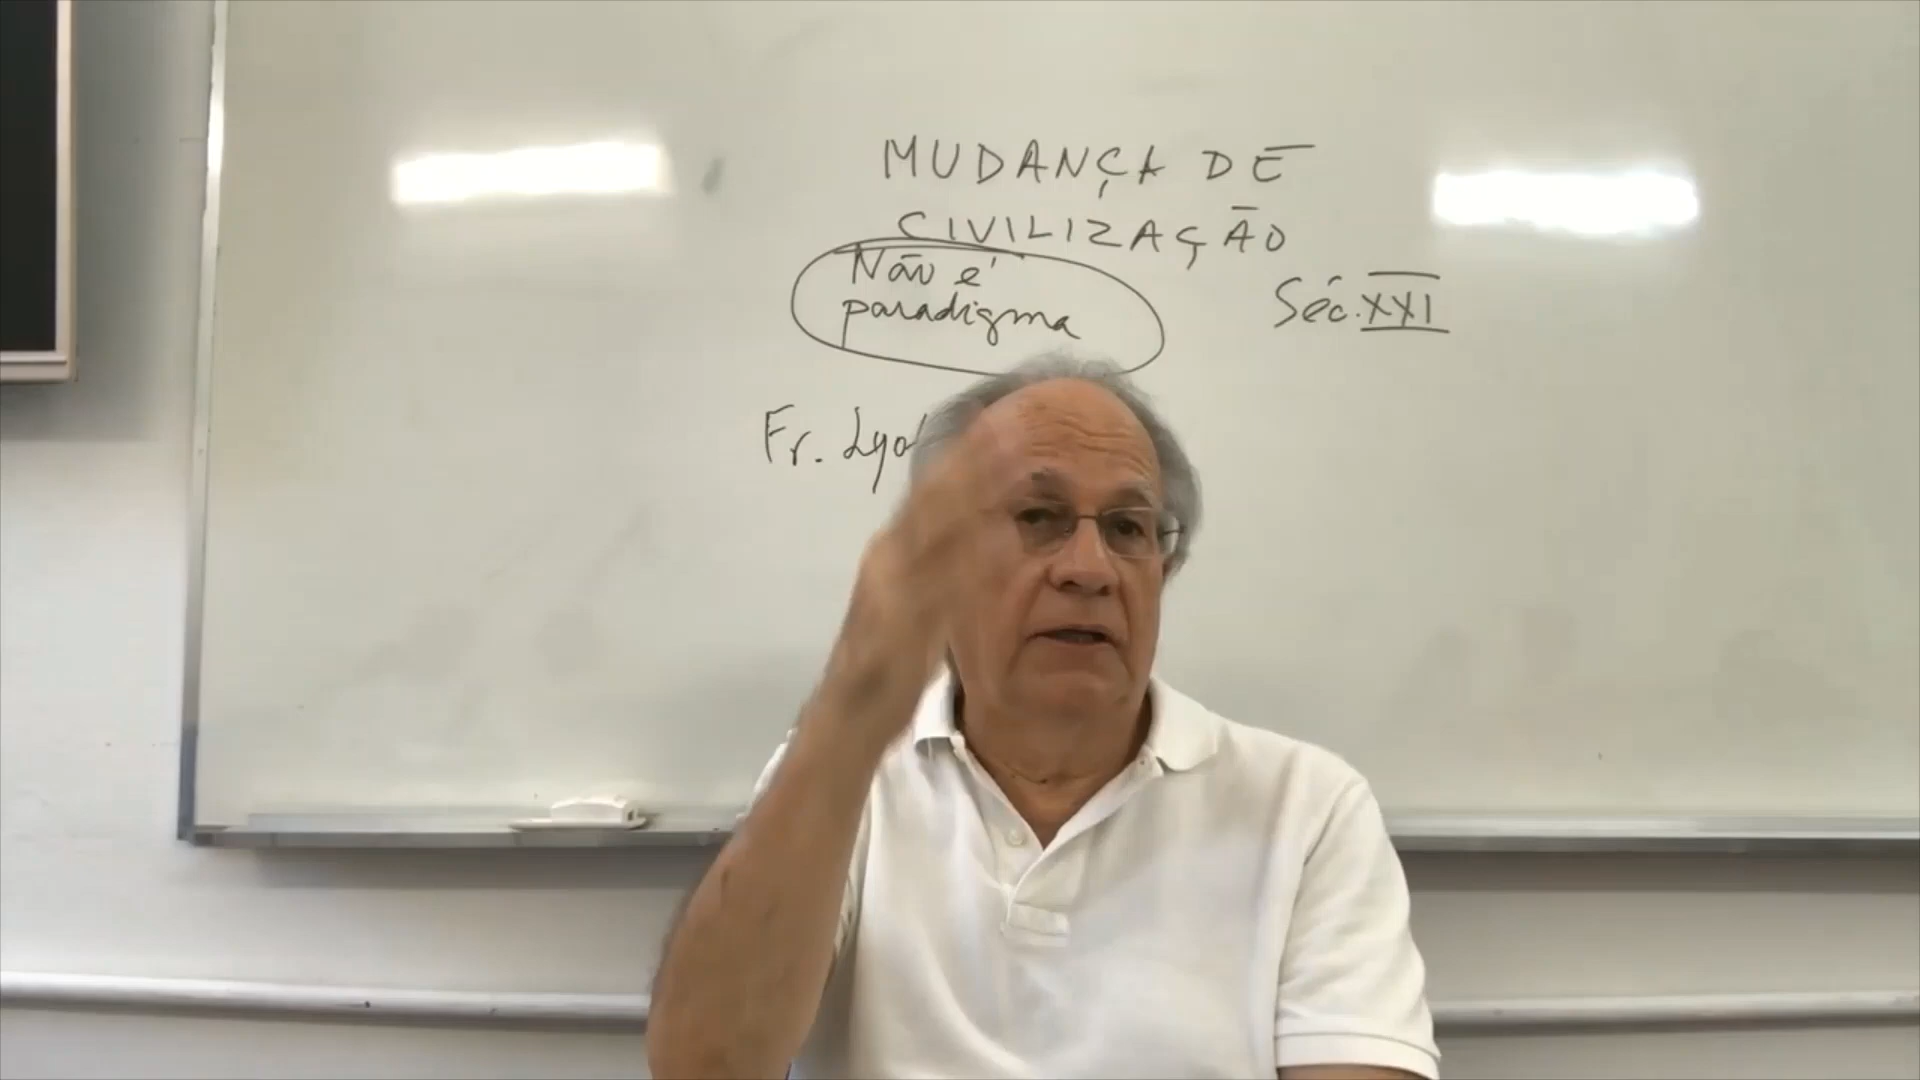 MUDANÇA DE
CIVILIZAÇÃO
Não é
paradigma
Séc. XXI
Fr.